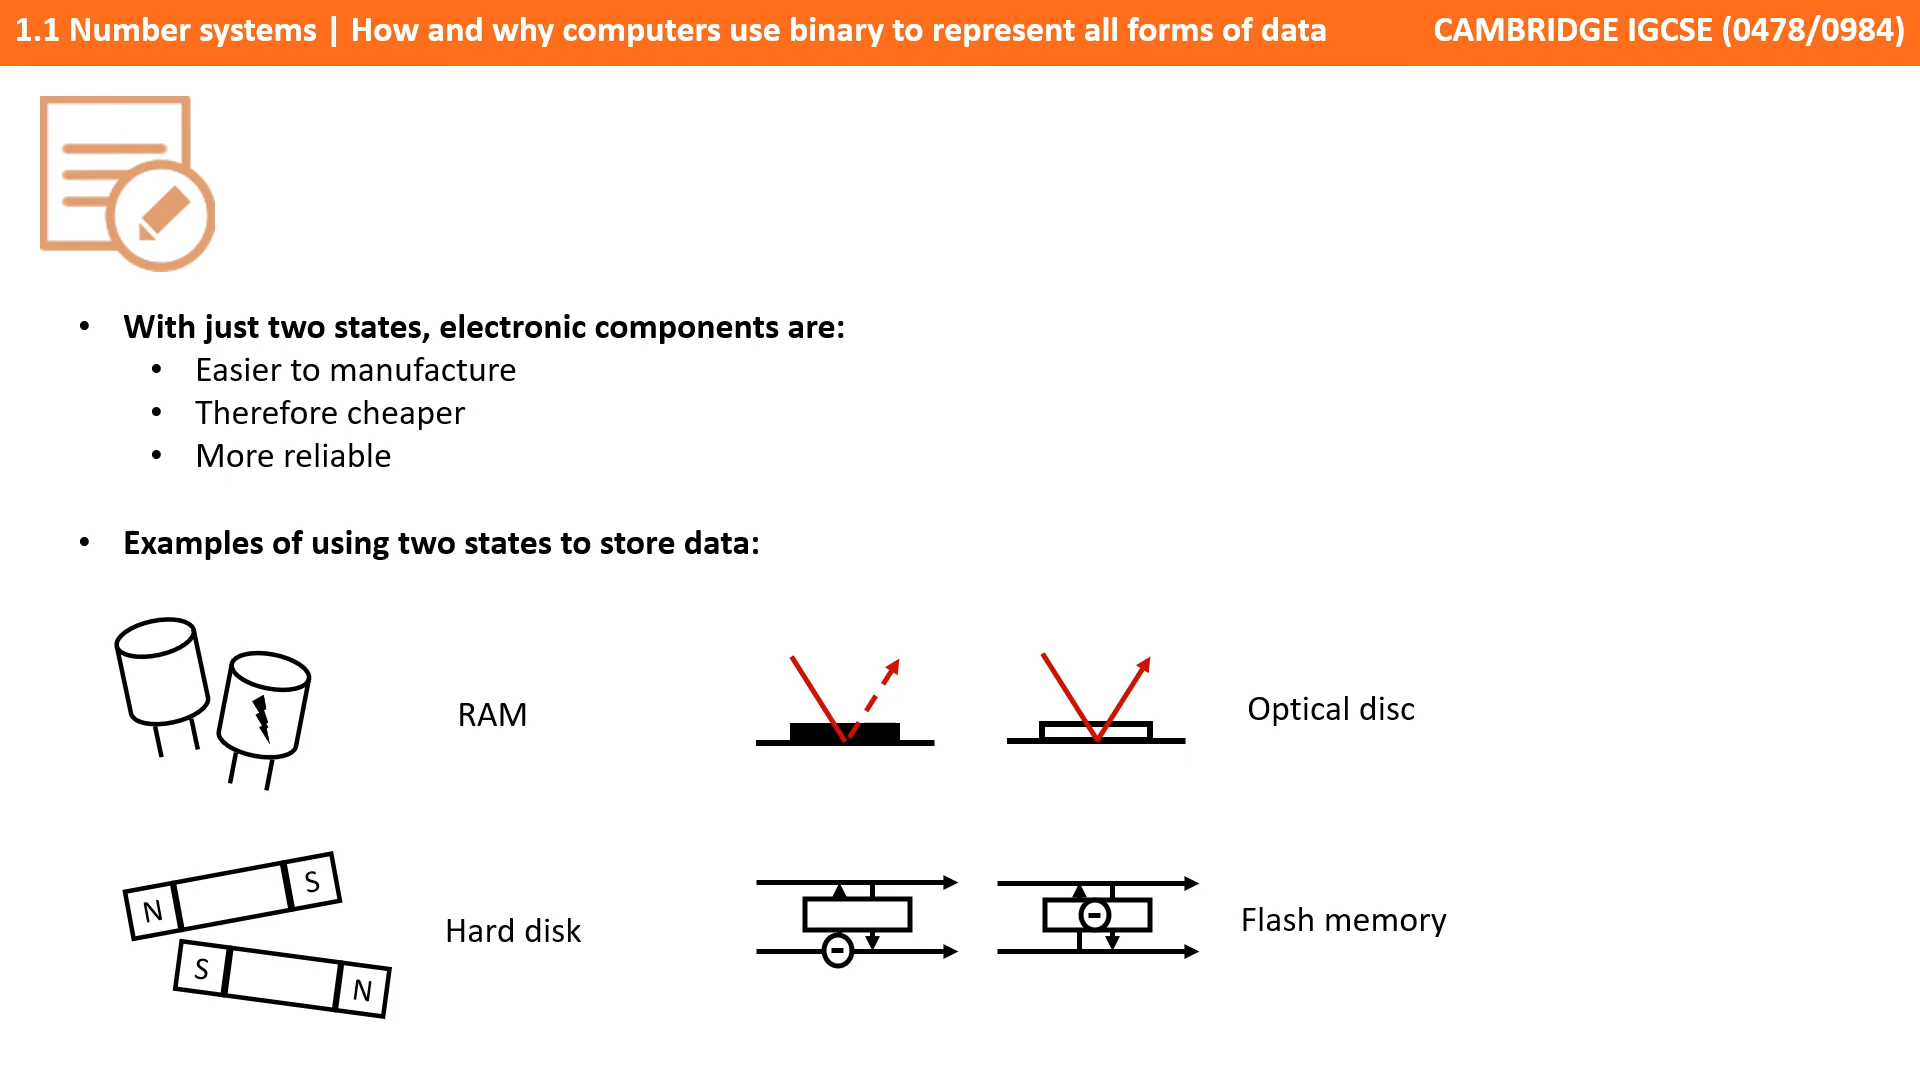 1.1 Number systems | How and why computers use binary to represent all forms of data CAMBRIDGE IGCSE (0478/0984)
• With just two states, electronic components are:
• Easier to manufacture
• Therefore cheaper
• More reliable
• Examples of using two states to store data:
RAM
Optical disc
N S
S N
Hard disk
-
-
Flash memory